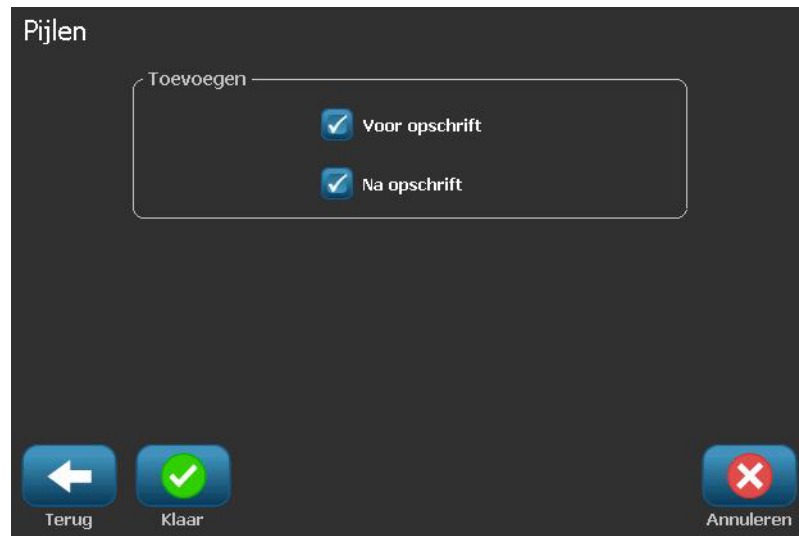 Pijlen
Toevoegen
Voor opschrift
Na opschrift
Terug
Klaar
Annuleren